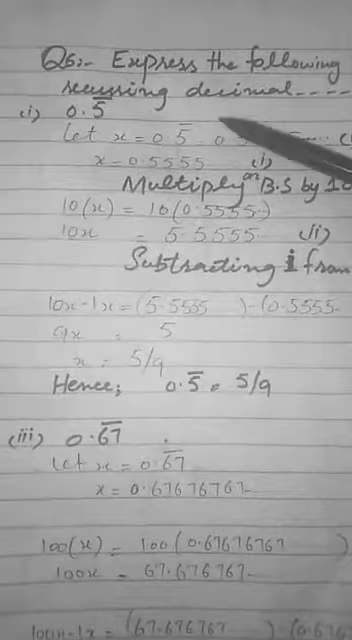 Q6:- Express the following
recurring decimal----
(i) 0.5̅
Let x = 0.5̅
x = 0.5555 (i)
Multiply on B.S by 10
10(x) = 10(0.5555.)
10x = 5.5555. (ii)
Subtracting i from
10x-1x = (5.5555 )-(0.5555-
9x = 5
x = 5/9
Hence; 0.5̅ = 5/9
(iii) 0.6̅7̅
Let x = 0.6̅7̅
x = 0.67676767-
100(x) = 100(0.67676767 )
100x = 67.676767-
100x-1x = (67.676767 )-(0.676